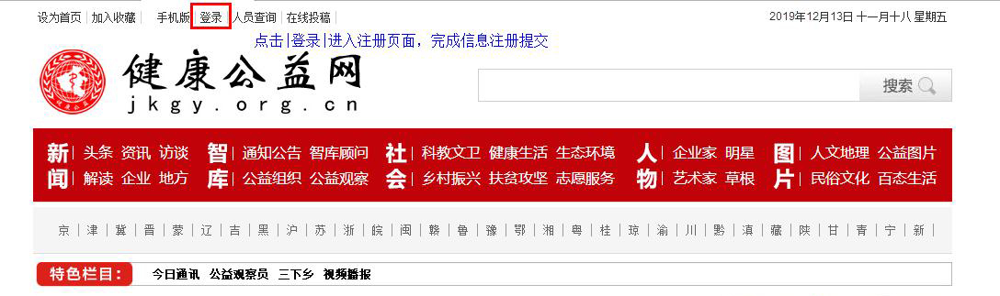 设为首页 | 加入收藏 | 手机版 | 登录 | 人员查询 | 在线投稿 | 2019年12月13日 十一月十八 星期五
点击|登录|进入注册页面，完成信息注册提交
健康公益网
jkgy.org.cn
搜索
新闻 | 头条 资讯 访谈 | 解读 企业 地方
智库 | 通知公告 智库顾问 | 公益组织 公益观察
社会 | 科教文卫 健康生活 生态环境 | 乡村振兴 扶贫攻坚 志愿服务
人物 | 企业家 明星 | 艺术家 草根
图片 | 人文地理 公益图片 | 民俗文化 百态生活
京 | 津 | 冀 | 晋 | 蒙 | 辽 | 吉 | 黑 | 沪 | 苏 | 浙 | 皖 | 闽 | 赣 | 鲁 | 豫 | 鄂 | 湘 | 粤 | 桂 | 琼 | 渝 | 川 | 黔 | 滇 | 藏 | 陕 | 甘 | 青 | 宁 | 新 |
特色栏目： 今日通讯 公益观察员 三下乡 视频播报